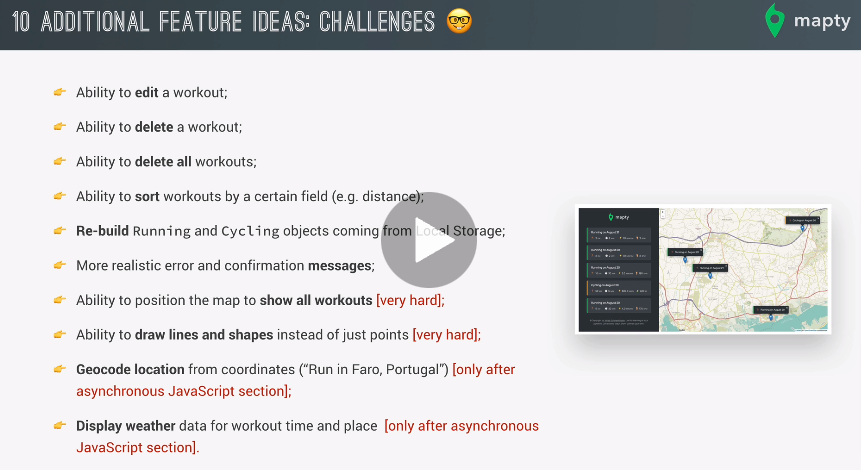 10 ADDITIONAL FEATURE IDEAS: CHALLENGES
mapty
Ability to edit a workout;
Ability to delete a workout;
Ability to delete all workouts;
Ability to sort workouts by a certain field (e.g. distance);
Re-build Running and Cycling objects coming from Local Storage;
More realistic error and confirmation messages;
Ability to position the map to show all workouts [very hard];
Ability to draw lines and shapes instead of just points [very hard];
Geocode location from coordinates (“Run in Faro, Portugal”) [only after
asynchronous JavaScript section];
Display weather data for workout time and place [only after asynchronous
JavaScript section].
mapty